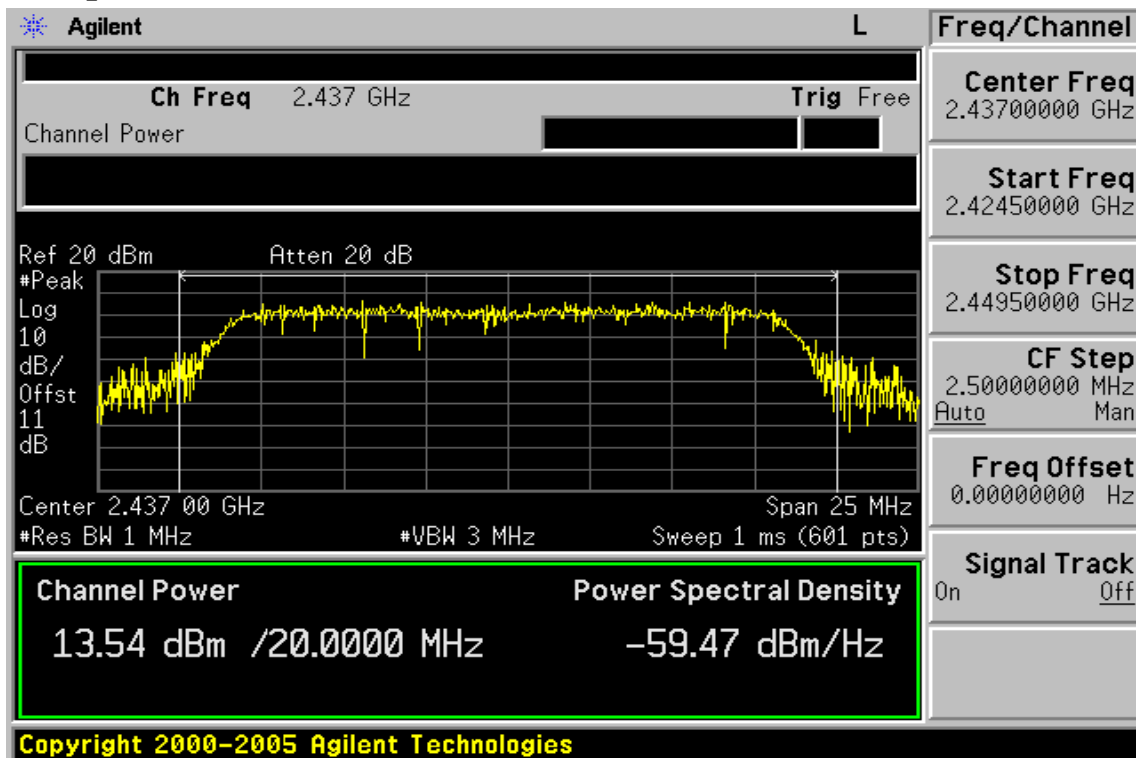 Agilent L Freq/Channel
Ch Freq 2.437 GHz Trig Free
Channel Power
Center Freq
2.43700000 GHz
Start Freq
2.42450000 GHz
Stop Freq
2.44950000 GHz
CF Step
2.50000000 MHz
Auto Man
Freq Offset
0.00000000 Hz
Signal Track
On Off
Ref 20 dBm Atten 20 dB
#Peak
Log
10
dB/
Offst
11
dB
Center 2.437 00 GHz Span 25 MHz
#Res BW 1 MHz #VBW 3 MHz Sweep 1 ms (601 pts)
Channel Power Power Spectral Density
13.54 dBm /20.0000 MHz -59.47 dBm/Hz
Copyright 2000-2005 Agilent Technologies